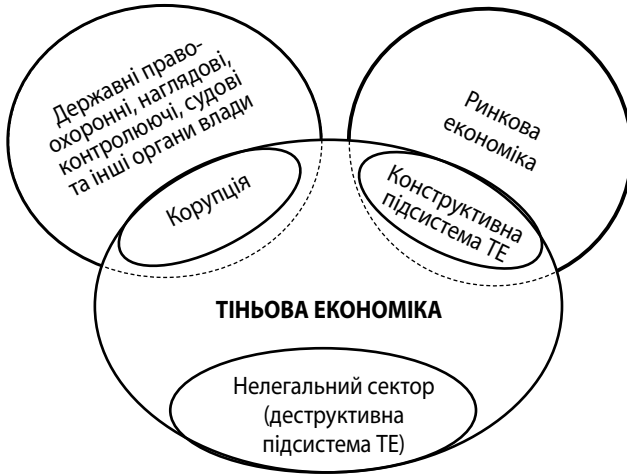 Державні право-
охоронні, наглядові,
контролюючі, судові
та інші органи влади
Ринкова
економіка
Корупція
Конструктивна
підсистема ТЕ
ТІНЬОВА ЕКОНОМІКА
Нелегальний сектор
(деструктивна
підсистема ТЕ)